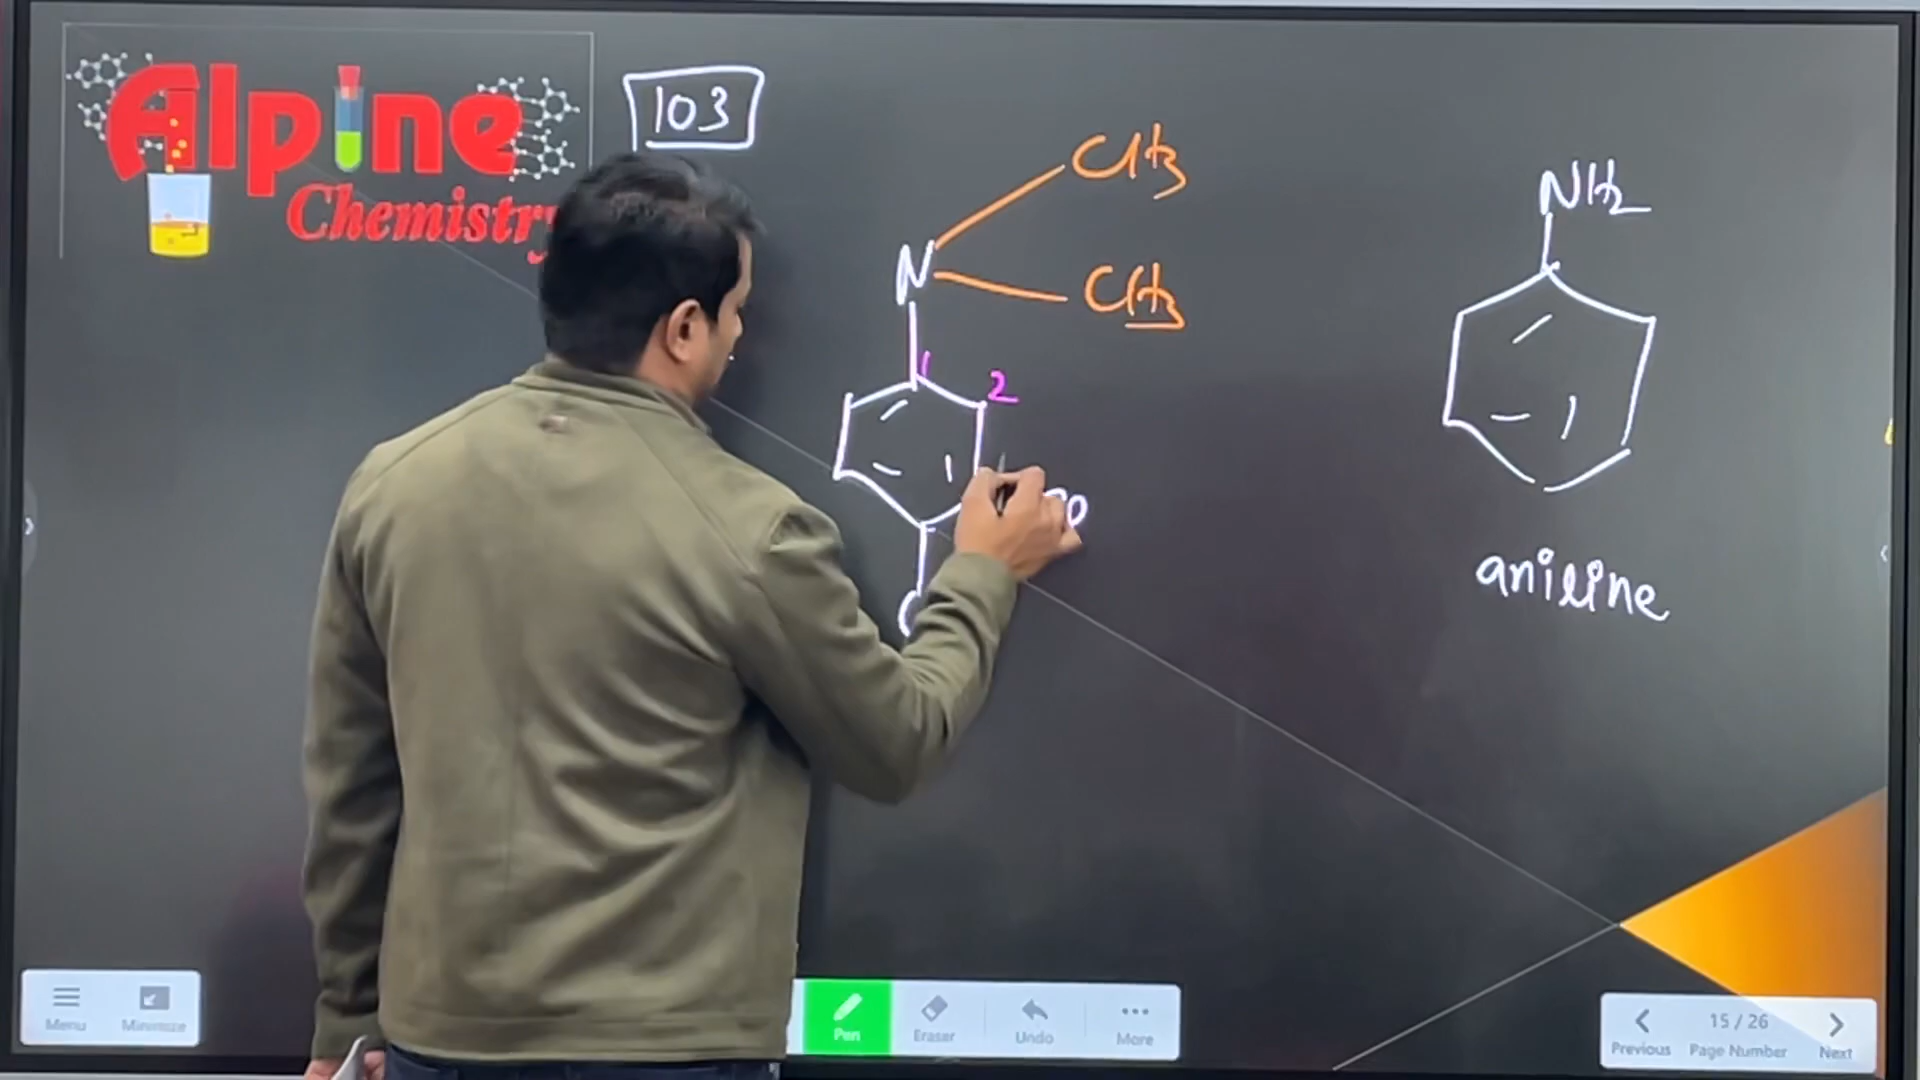 Alpine
Chemistry
103
CH3
NH2
N
CH3
1
2
aniline
Menu
Minimize
Pen
Eraser
Undo
More
15 / 26
Previous
Page Number
Next